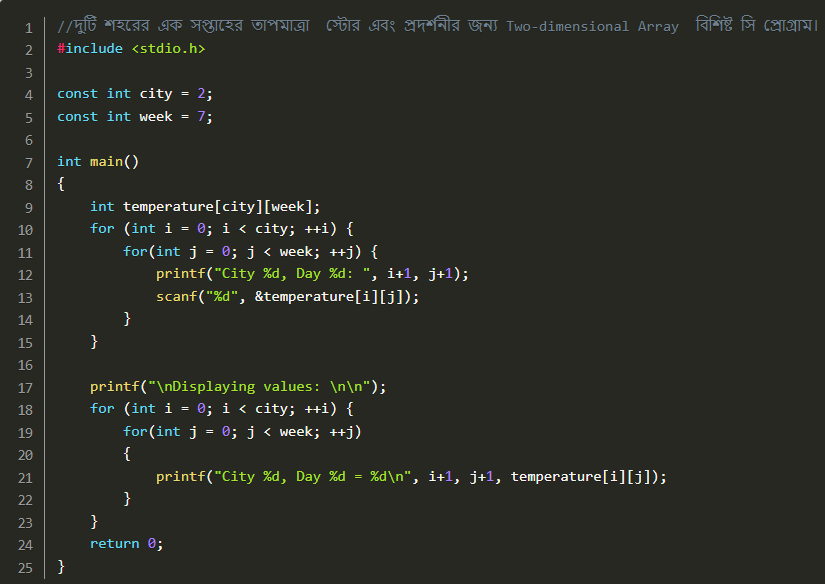 1 //দুটি শহরের এক সপ্তাহের তাপমাত্রা  স্টোর এবং প্রদর্শনীর জন্য Two-dimensional Array  বিশিষ্ট সি প্রোগ্রাম।
2 #include <stdio.h>
3
4 const int city = 2;
5 const int week = 7;
6
7 int main()
8 {
9     int temperature[city][week];
10     for (int i = 0; i < city; ++i) {
11         for(int j = 0; j < week; ++j) {
12             printf("City %d, Day %d: ", i+1, j+1);
13             scanf("%d", &temperature[i][j]);
14         }
15     }
16
17     printf("\nDisplaying values: \n\n");
18     for (int i = 0; i < city; ++i) {
19         for(int j = 0; j < week; ++j)
20         {
21             printf("City %d, Day %d = %d\n", i+1, j+1, temperature[i][j]);
22         }
23     }
24     return 0;
25 }